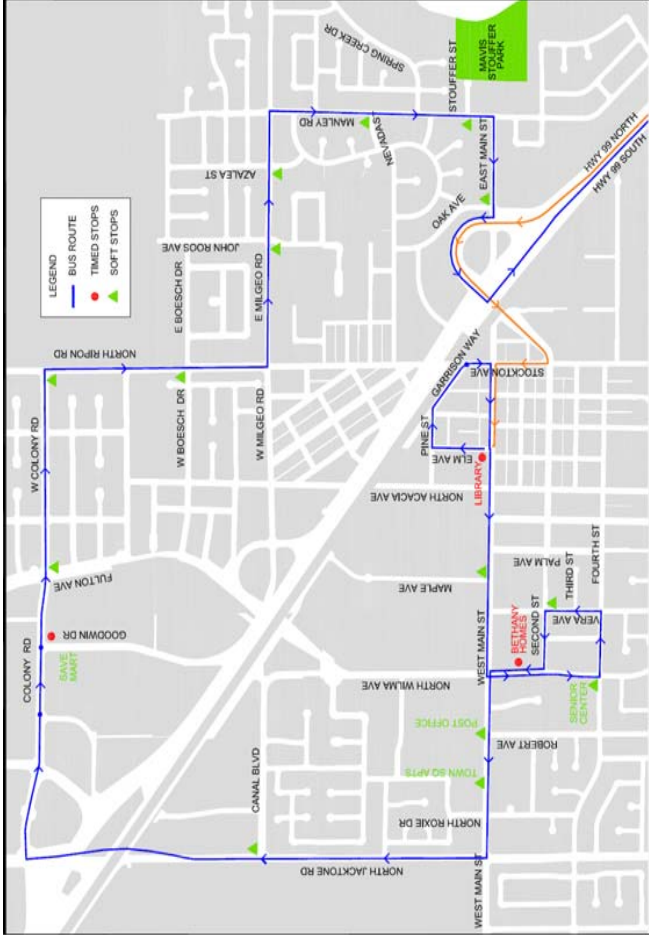 LEGEND
BUS ROUTE
TIMED STOPS
SOFT STOPS
SPRING CREEK DR
STOUFFER ST
MAVIS
STOUFFER
PARK
MANLEY RD
NEVADA ST
EAST MAIN ST
OAK AVE
HWY 99 NORTH
HWY 99 SOUTH
AZALEA ST
JOHN ROOS AVE
E BOESCH DR
E MILGEO RD
NORTH RIPON RD
W COLONY RD
W BOESCH DR
W MILGEO RD
GARRISON WAY
STOCKTON AVE
PINE ST
ELM AVE
LIBRARY
NORTH ACACIA AVE
FULTON AVE
MAPLE AVE
PALM AVE
THIRD ST
FOURTH ST
GOODWIN DR
COLONY RD
SAVE
MART
WEST MAIN ST
BETHANY
HOMES
SECOND ST
VERA AVE
NORTH WILMA AVE
SENIOR
CENTER
POST OFFICE
ROBERT AVE
TOWN SQ APTS
CANAL BLVD
NORTH ROXIE DR
NORTH JACKTONE RD
WEST MAIN ST